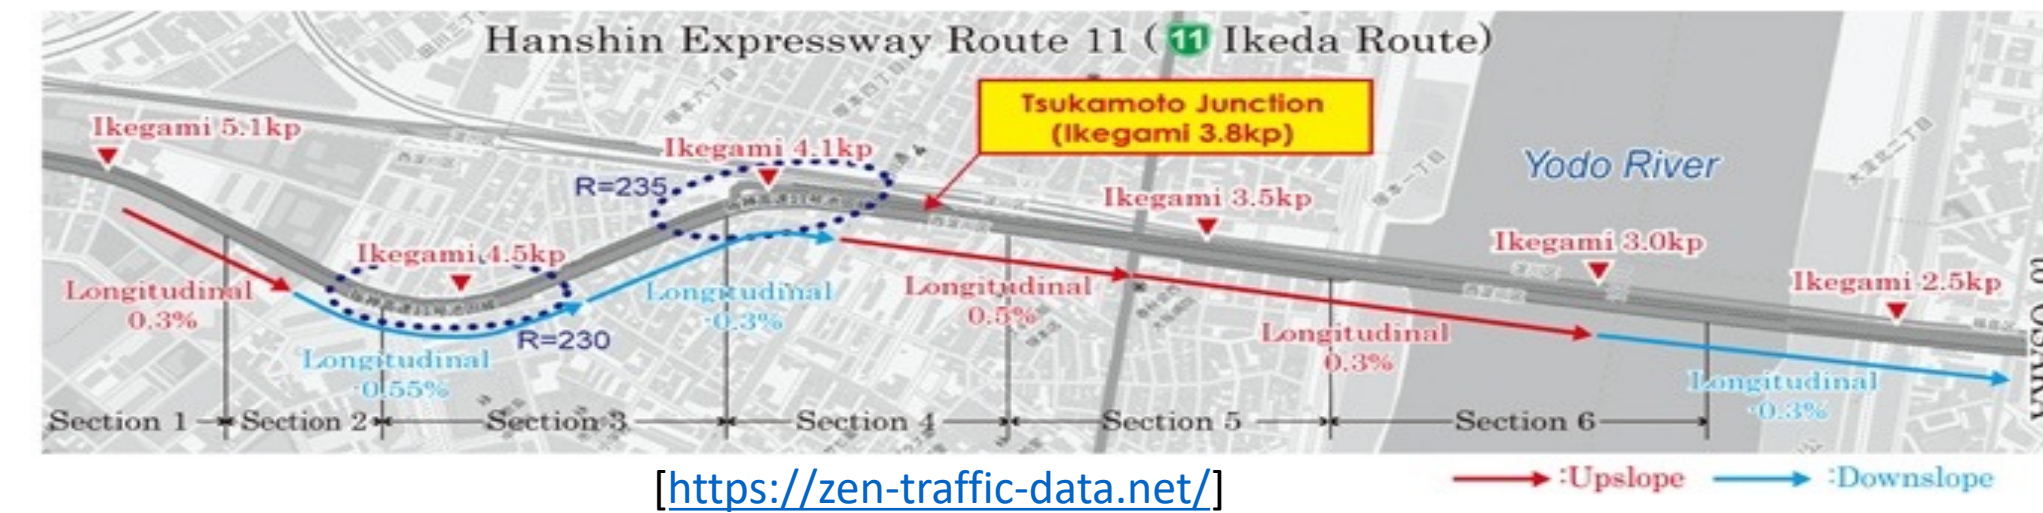 Hanshin Expressway Route 11 ( 11 Ikeda Route)
Tsukamoto Junction
(Ikegami 3.8kp)
Ikegami 5.1kp
Ikegami 4.1kp
Yodo River
R=235
Ikegami 3.5kp
Ikegami 4.5kp
Ikegami 3.0kp
Ikegami 2.5kp
Longitudinal
0.3%
Longitudinal
-0.3%
Longitudinal
0.5%
R=230
Longitudinal
0.3%
Longitudinal
-0.55%
Longitudinal
-0.3%
Section 1
Section 2
Section 3
Section 4
Section 5
Section 6
[https://zen-traffic-data.net/]
:Upslope
:Downslope